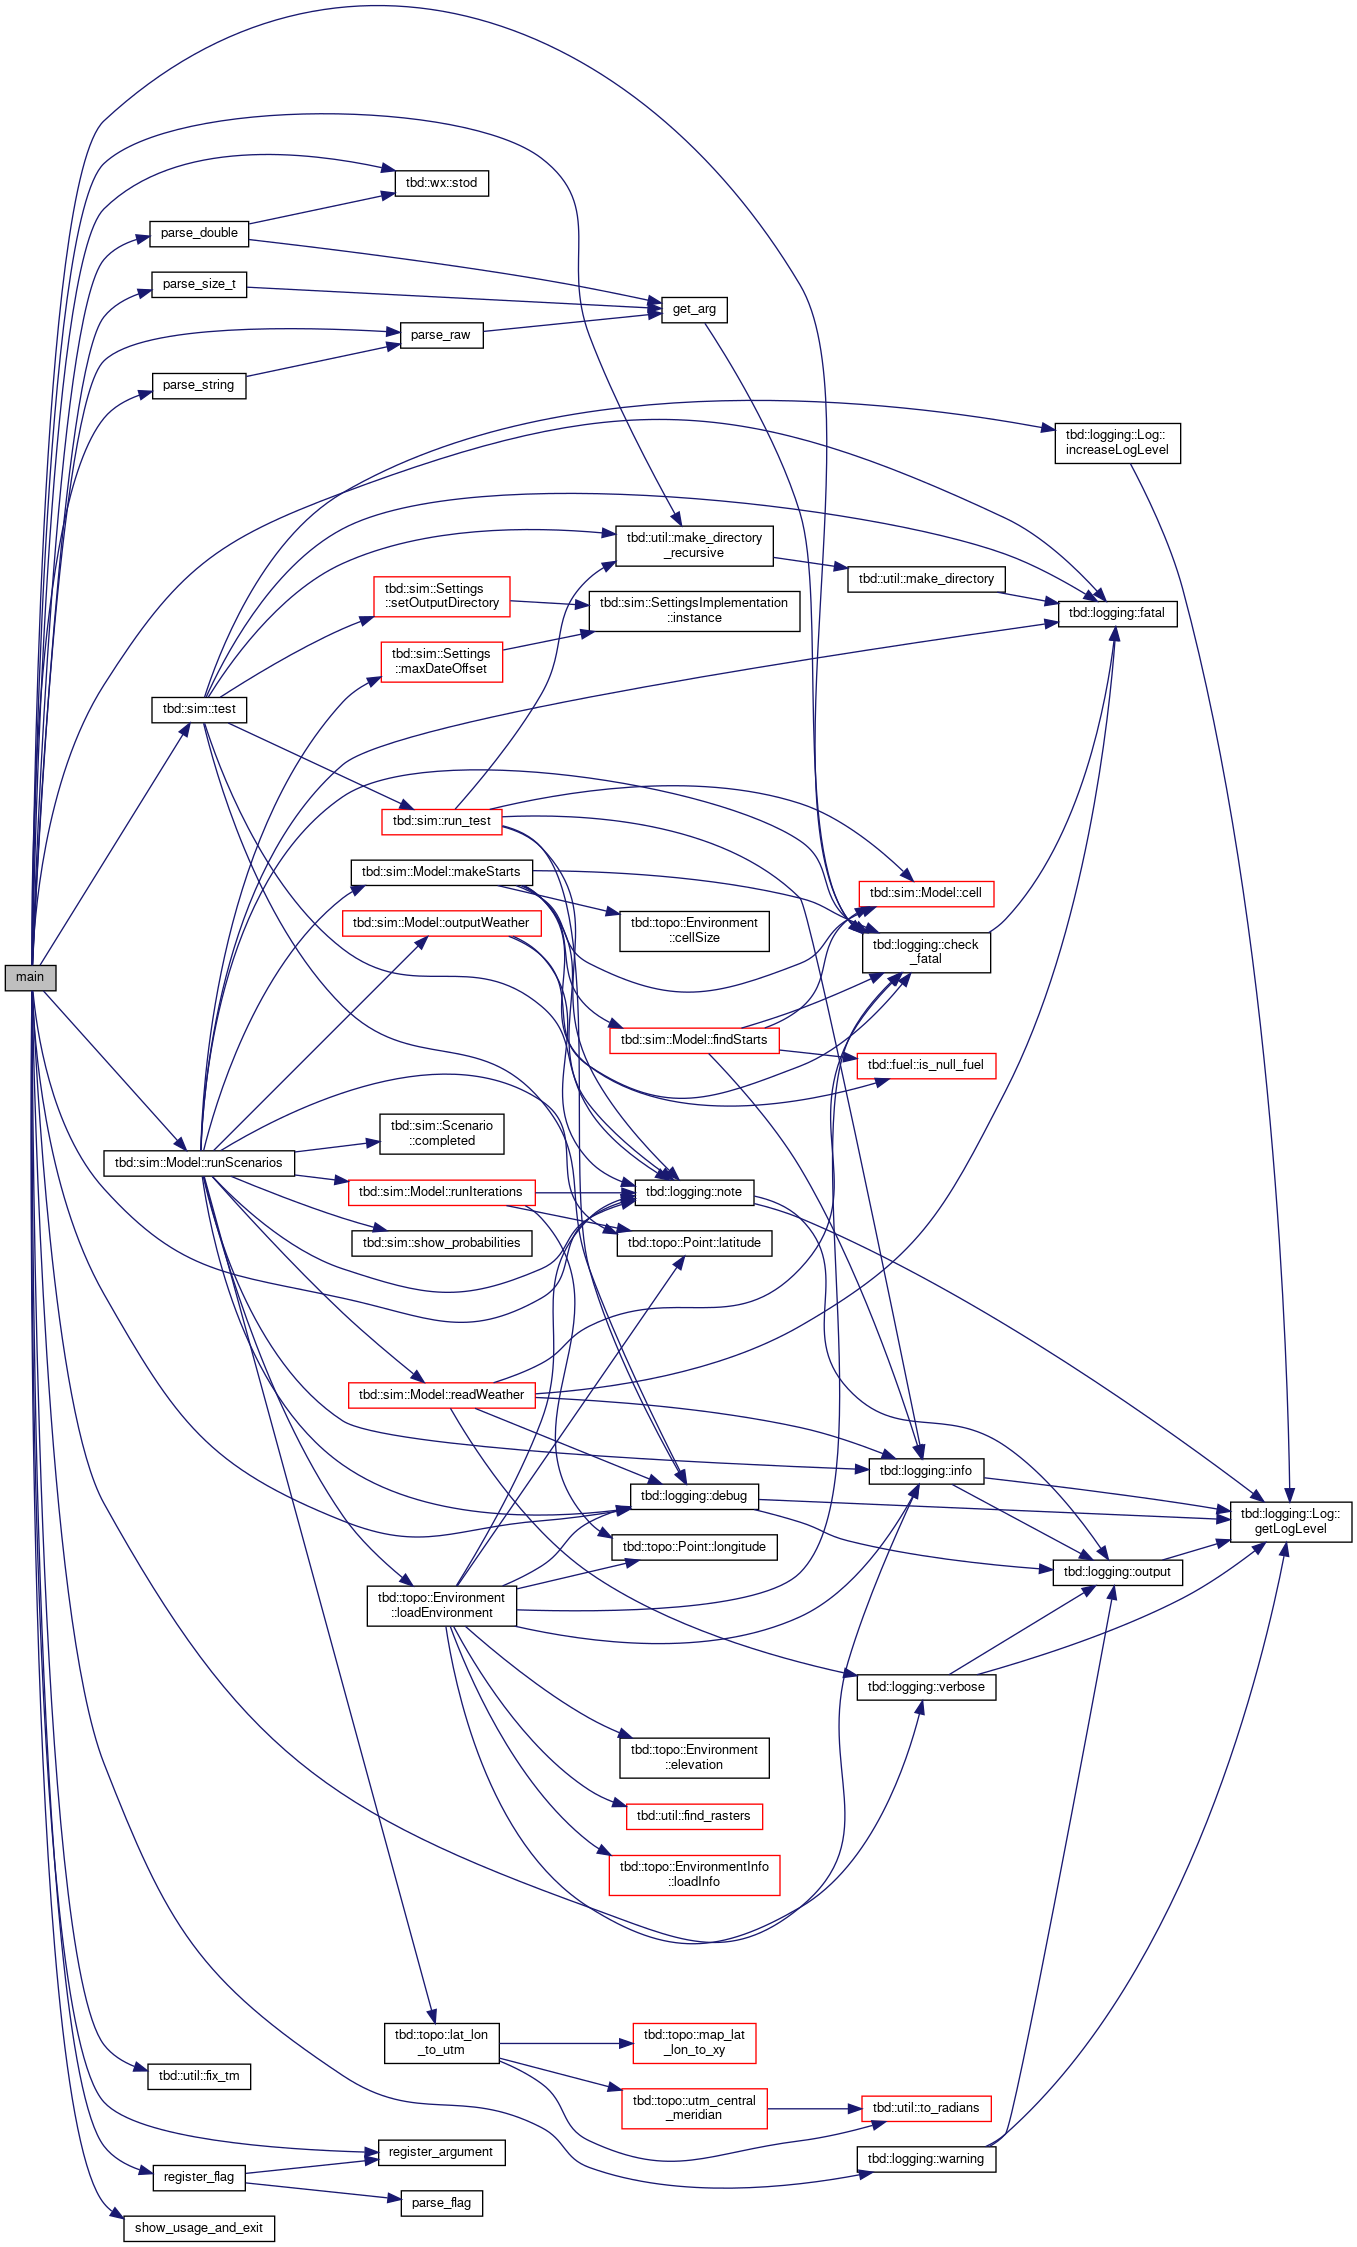 tbd::wx::stod
parse_double
parse_size_t
get_arg
parse_raw
parse_string
tbd::logging::Log::
increaseLogLevel
tbd::util::make_directory
_recursive
tbd::util::make_directory
tbd::sim::Settings
::setOutputDirectory
tbd::sim::SettingsImplementation
::instance
tbd::logging::fatal
tbd::sim::Settings
::maxDateOffset
tbd::sim::test
tbd::sim::run_test
tbd::sim::Model::makeStarts
tbd::sim::Model::cell
tbd::sim::Model::outputWeather
tbd::topo::Environment
::cellSize
tbd::logging::check
_fatal
main
tbd::sim::Model::findStarts
tbd::fuel::is_null_fuel
tbd::sim::Scenario
::completed
tbd::sim::Model::runScenarios
tbd::sim::Model::runIterations
tbd::logging::note
tbd::sim::show_probabilities
tbd::topo::Point::latitude
tbd::sim::Model::readWeather
tbd::logging::info
tbd::logging::debug
tbd::logging::Log::
getLogLevel
tbd::topo::Point::longitude
tbd::logging::output
tbd::topo::Environment
::loadEnvironment
tbd::logging::verbose
tbd::topo::Environment
::elevation
tbd::util::find_rasters
tbd::topo::EnvironmentInfo
::loadInfo
tbd::topo::lat_lon
_to_utm
tbd::topo::map_lat
_lon_to_xy
tbd::util::fix_tm
tbd::topo::utm_central
_meridian
tbd::util::to_radians
register_argument
tbd::logging::warning
register_flag
parse_flag
show_usage_and_exit